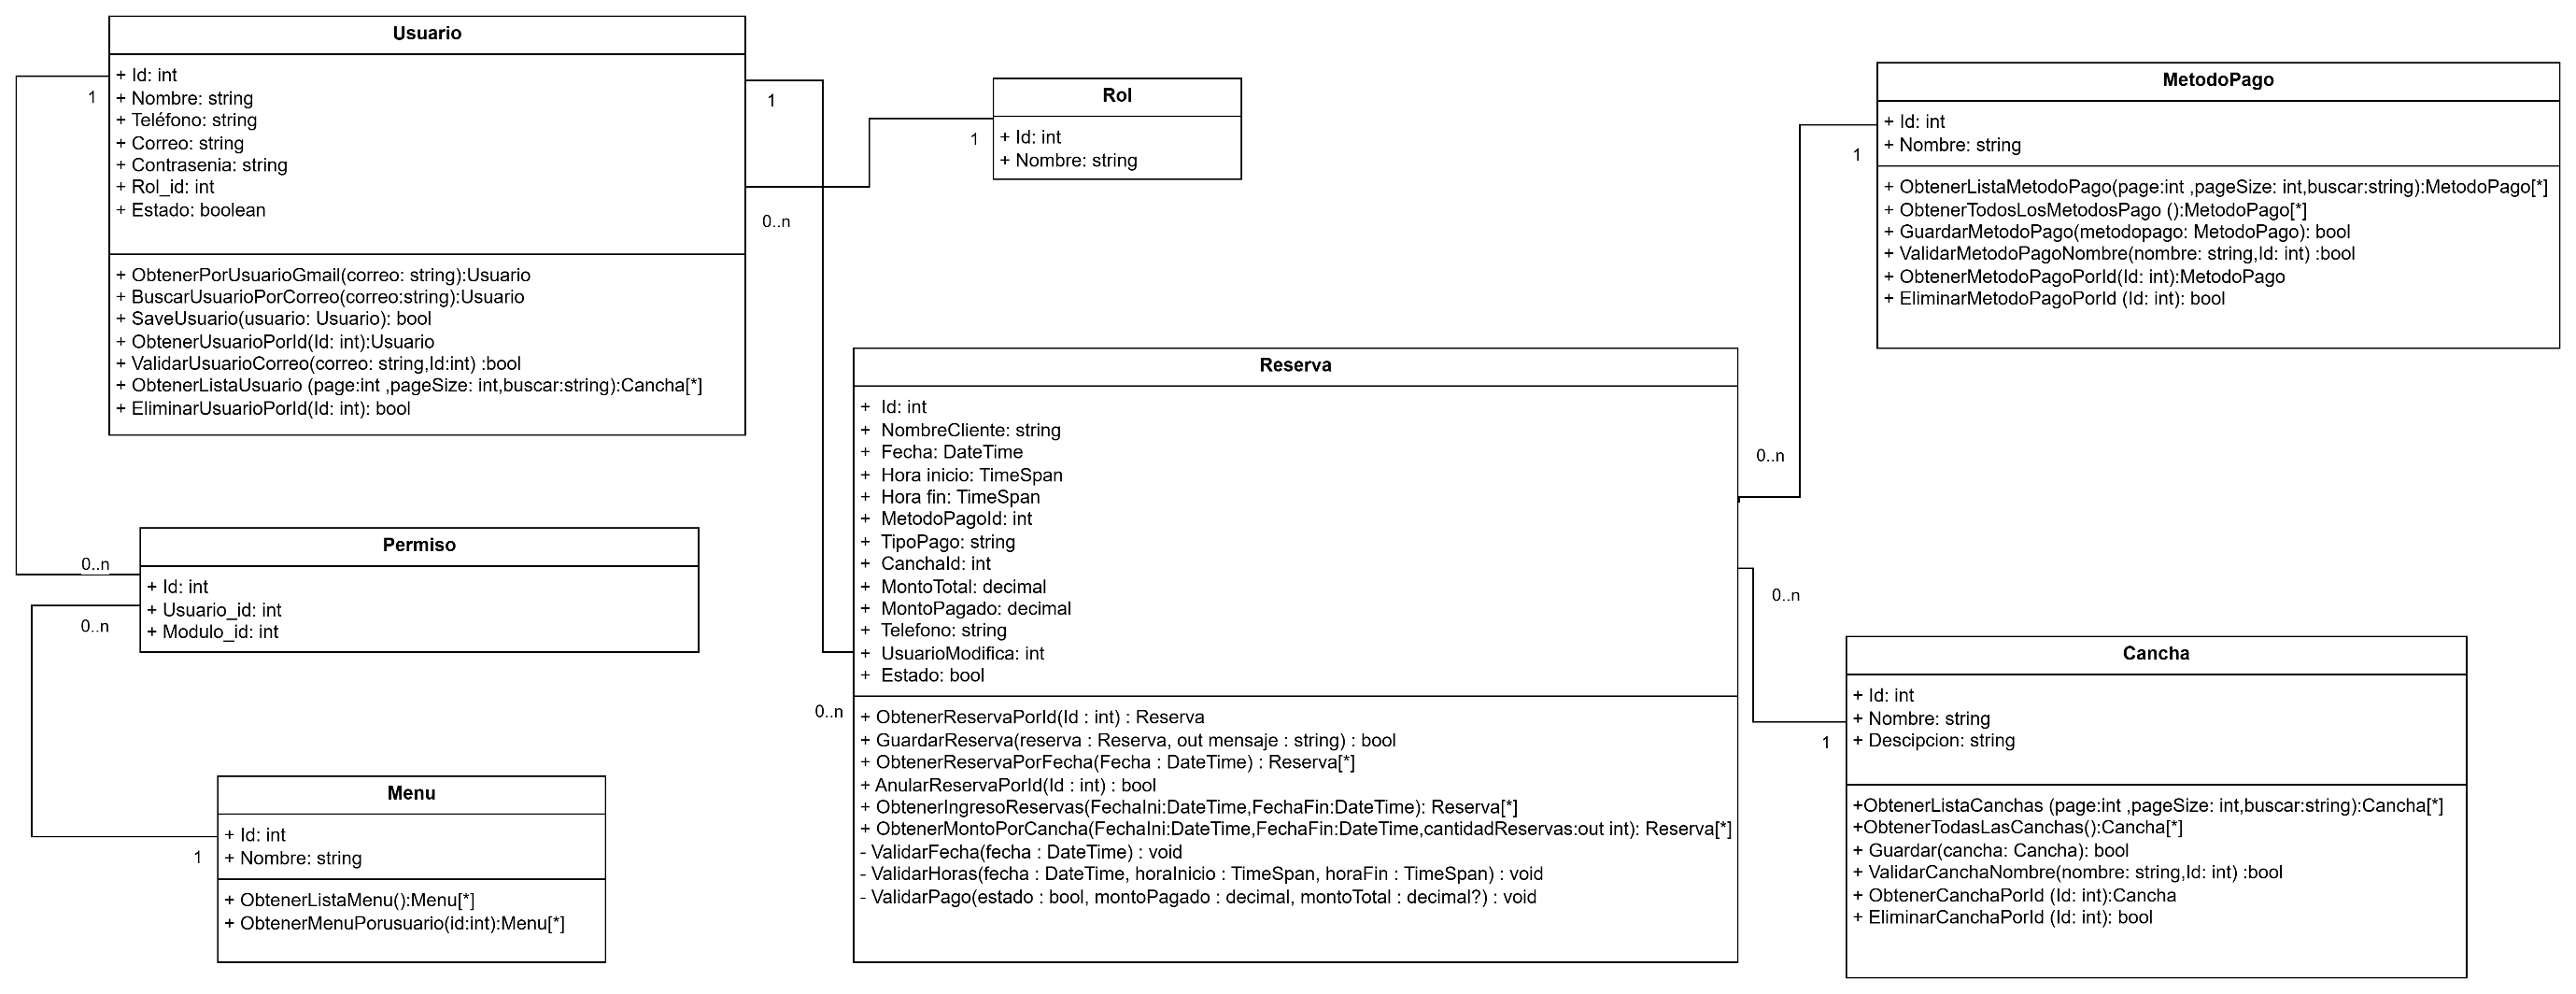 Usuario
+ Id: int
+ Nombre: string
+ Teléfono: string
+ Correo: string
+ Contrasenia: string
+ Rol_id: int
+ Estado: boolean
+ ObtenerPorUsuarioGmail(correo: string):Usuario
+ BuscarUsuarioPorCorreo(correo:string):Usuario
+ SaveUsuario(usuario: Usuario): bool
+ ObtenerUsuarioPorId(Id: int):Usuario
+ ValidarUsuarioCorreo(correo: string,Id:int) :bool
+ ObtenerListaUsuario (page:int ,pageSize: int,buscar:string):Cancha[*]
+ EliminarUsuarioPorId(Id: int): bool
1
1
0..n
Rol
+ Id: int
+ Nombre: string
1
MetodoPago
+ Id: int
+ Nombre: string
+ ObtenerListaMetodoPago(page:int ,pageSize: int,buscar:string):MetodoPago[*]
+ ObtenerTodosLosMetodosPago ():MetodoPago[*]
+ GuardarMetodoPago(metodopago: MetodoPago): bool
+ ValidarMetodoPagoNombre(nombre: string,Id: int) :bool
+ ObtenerMetodoPagoPorId(Id: int):MetodoPago
+ EliminarMetodoPagoPorId (Id: int): bool
1
Reserva
+ Id: int
+ NombreCliente: string
+ Fecha: DateTime
+ Hora inicio: TimeSpan
+ Hora fin: TimeSpan
+ MetodoPagoId: int
+ TipoPago: string
+ CanchaId: int
+ MontoTotal: decimal
+ MontoPagado: decimal
+ Telefono: string
+ UsuarioModifica: int
+ Estado: bool
+ ObtenerReservaPorId(Id : int) : Reserva
+ GuardarReserva(reserva : Reserva, out mensaje : string) : bool
+ ObtenerReservaPorFecha(Fecha : DateTime) : Reserva[*]
+ AnularReservaPorId(Id : int) : bool
+ ObtenerIngresoReservas(FechaIni:DateTime,FechaFin:DateTime): Reserva[*]
+ ObtenerMontoPorCancha(FechaIni:DateTime,FechaFin:DateTime,cantidadReservas:out int): Reserva[*]
- ValidarFecha(fecha : DateTime) : void
- ValidarHoras(fecha : DateTime, horaInicio : TimeSpan, horaFin : TimeSpan) : void
- ValidarPago(estado : bool, montoPagado : decimal, montoTotal : decimal?) : void
0..n
0..n
0..n
Permiso
+ Id: int
+ Usuario_id: int
+ Modulo_id: int
0..n
0..n
Menu
+ Id: int
+ Nombre: string
+ ObtenerListaMenu():Menu[*]
+ ObtenerMenuPorusuario(id:int):Menu[*]
1
Cancha
+ Id: int
+ Nombre: string
+ Descipcion: string
+ObtenerListaCanchas (page:int ,pageSize: int,buscar:string):Cancha[*]
+ObtenerTodasLasCanchas():Cancha[*]
+ Guardar(cancha: Cancha): bool
+ ValidarCanchaNombre(nombre: string,Id: int) :bool
+ ObtenerCanchaPorId (Id: int):Cancha
+ EliminarCanchaPorId (Id: int): bool
1